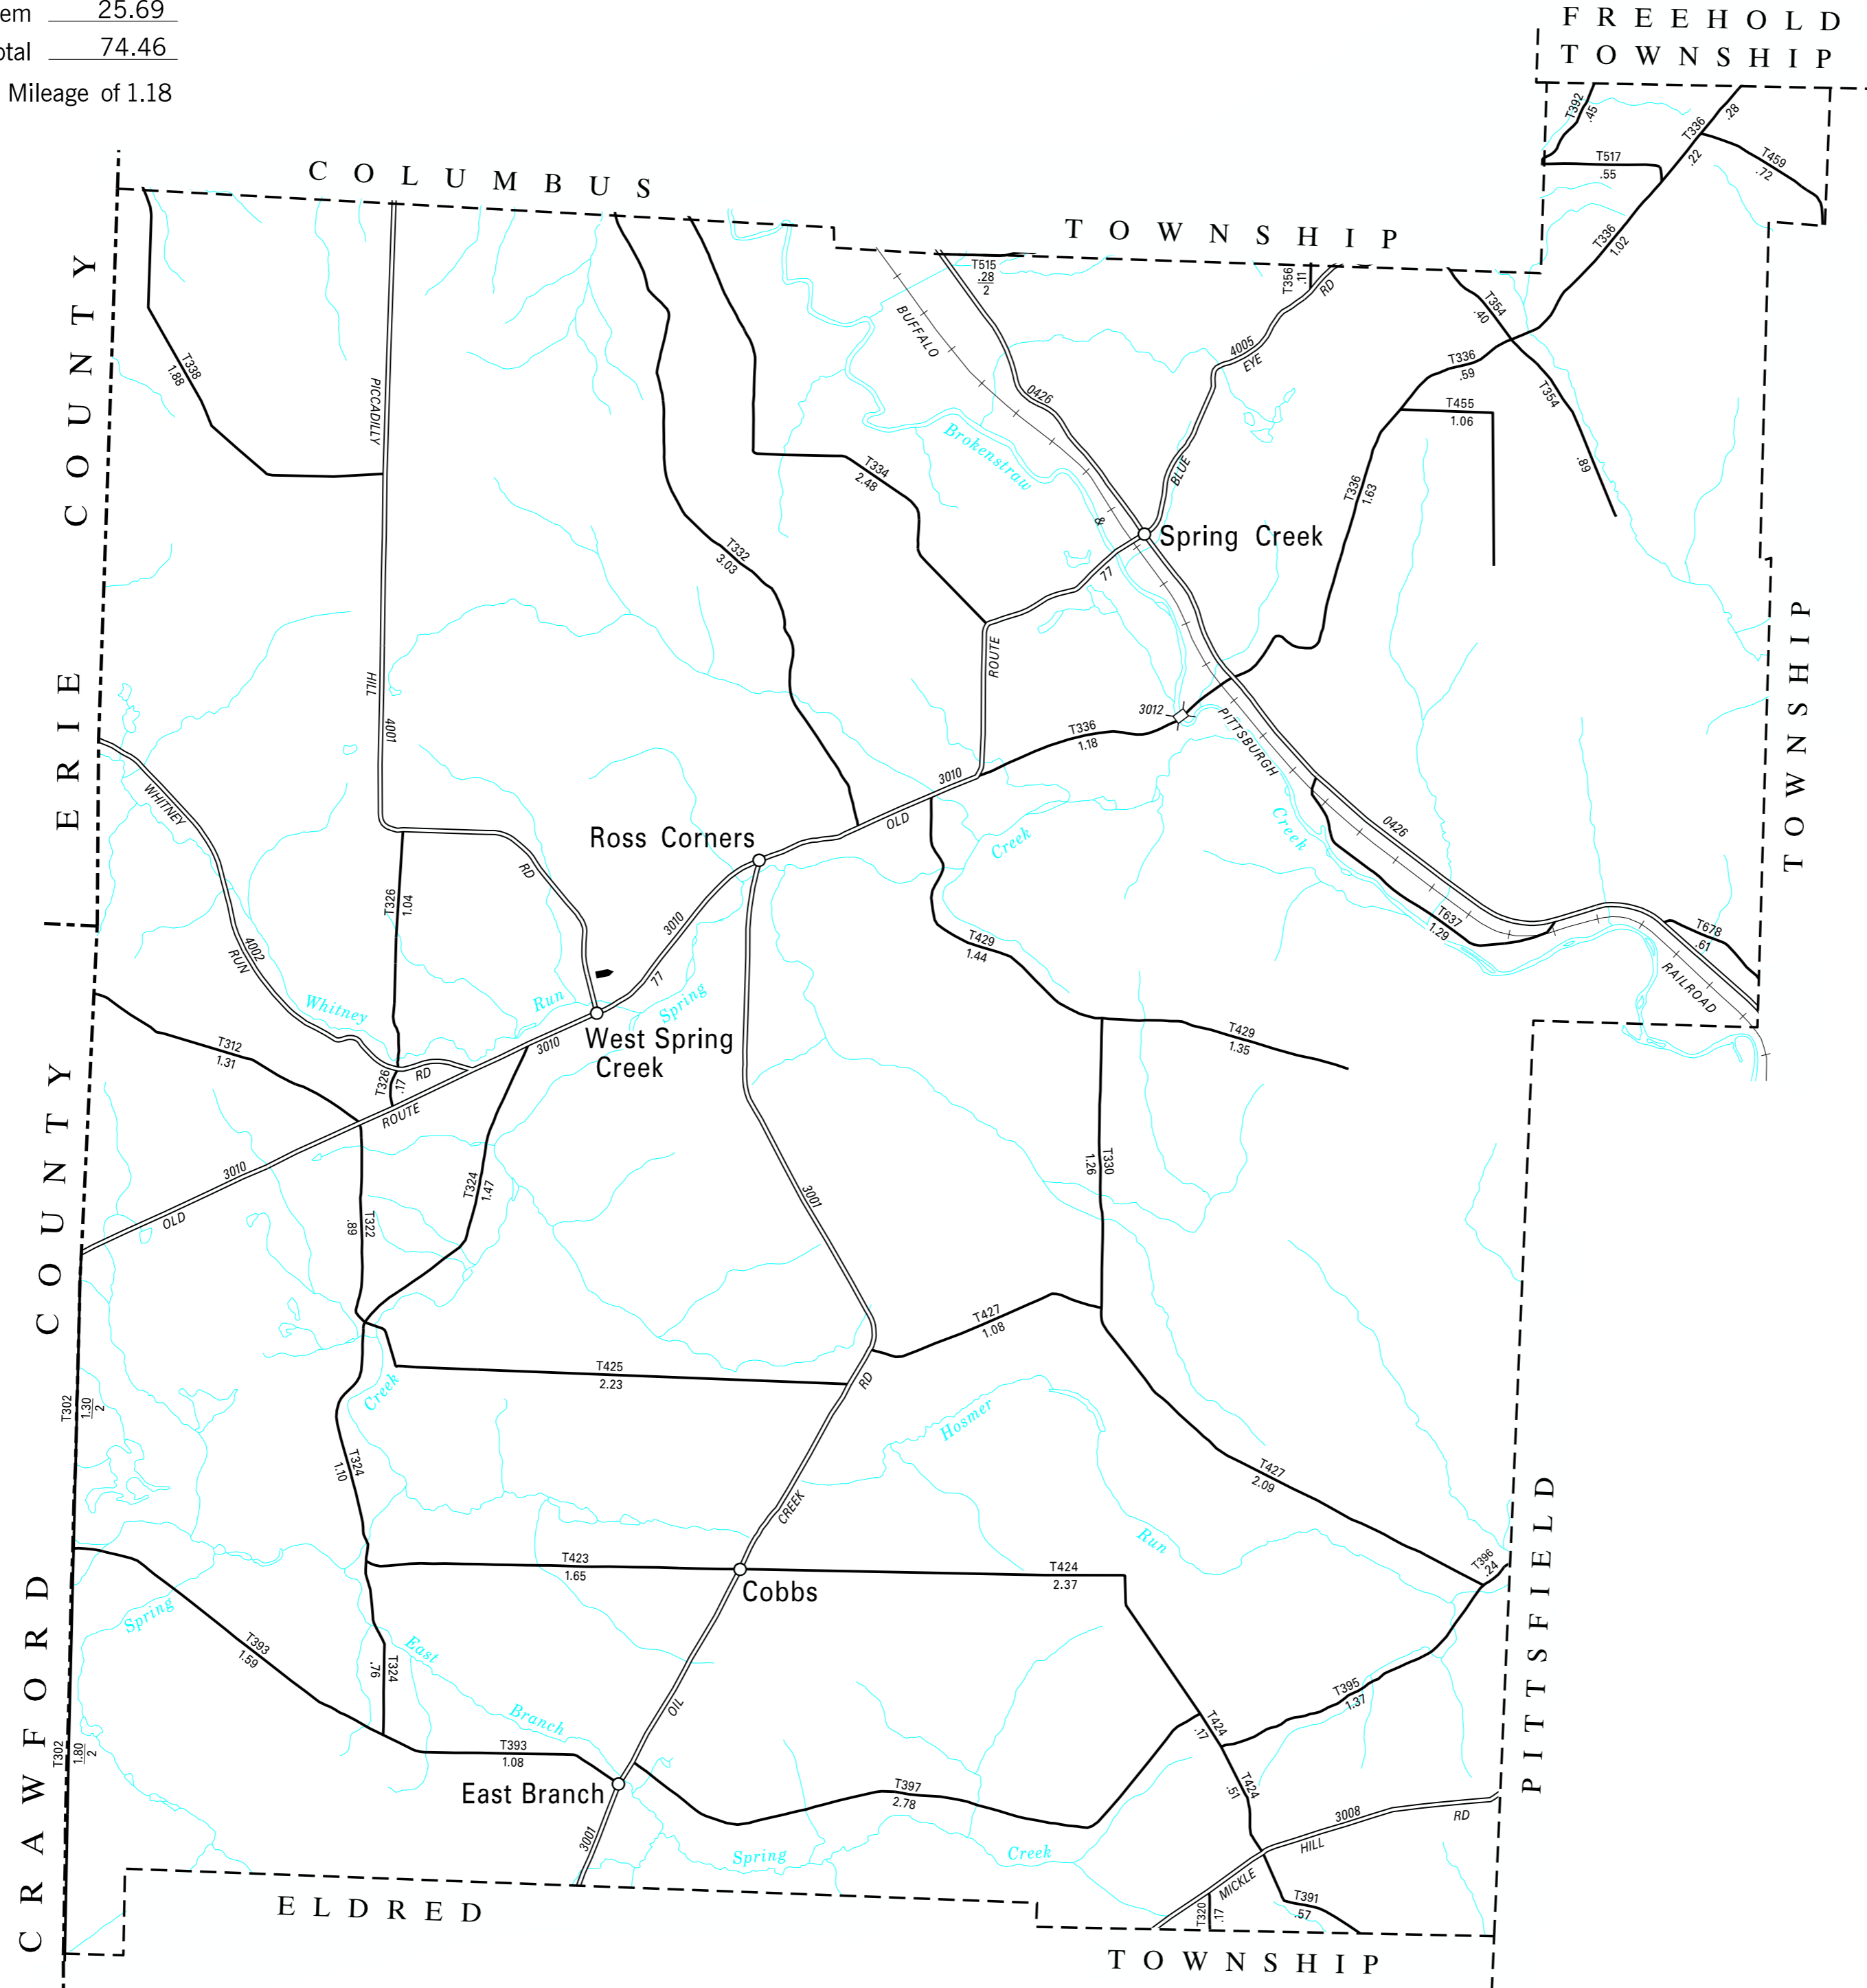 em 25.69
otal 74.46
Mileage of 1.18
FREEHOLD
TOWNSHIP
COLUMBUS
TOWNSHIP
ERIE COUNTY
CRAWFORD COUNTY
ELDRED
TOWNSHIP
PITTSFIELD
TOWNSHIP
T392
.45
T517
.55
T336
.28
.22
T459
.72
T336
1.02
T515
.28
2
T356
.11
RD
4005
EYE
BLUE
T354
.40
T336
.59
T354
.89
T455
1.06
T336
1.63
BUFFALO
&
PITTSBURGH
RAILROAD
0426
Brokenstraw
Creek
T338
1.88
PICCADILLY
HILL
4001
RD
T334
2.48
T332
3.03
Spring Creek
77
ROUTE
3012
T336
1.18
3010
OLD
Ross Corners
Creek
WHITNEY
4002
RUN
RD
T326
1.04
3010
77
Whitney
Run
Spring
West Spring
Creek
3010
T429
1.44
0426
T637
1.29
T678
.61
T429
1.35
T312
1.31
T326
.17
ROUTE
3010
OLD
T324
1.47
T322
.89
3001
T330
1.26
T427
1.08
T302
1.30
2
T425
2.23
RD
Creek
T324
1.10
Hosmer
Run
CREEK
T427
2.09
T423
1.65
Cobbs
T424
2.37
T396
.24
Spring
T393
1.59
East
Branch
T324
.76
OIL
T395
1.37
T424
.17
T302
1.80
2
T393
1.08
East Branch
T397
2.78
T424
.51
3008
RD
HILL
MICKLE
3001
Spring
Creek
T320
.17
T391
.57